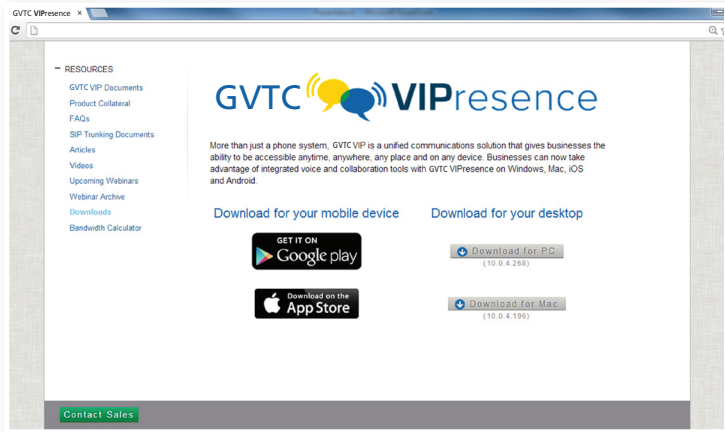 GVTC VIPresence ×
− RESOURCES
GVTC VIP Documents
Product Collateral
FAQs
SIP Trunking Documents
Articles
Videos
Upcoming Webinars
Webinar Archive
Downloads
Bandwidth Calculator
GVTC VIPresence
More than just a phone system, GVTC VIP is a unified communications solution that gives businesses the
ability to be accessible anytime, anywhere, any place and on any device. Businesses can now take
advantage of integrated voice and collaboration tools with GVTC VIPresence on Windows, Mac, iOS
and Android.
Download for your mobile device
GET IT ON
Google play
Download on the
App Store
Download for your desktop
Download for PC
(10.0.4.258)
Download for Mac
(10.0.4.196)
Contact Sales